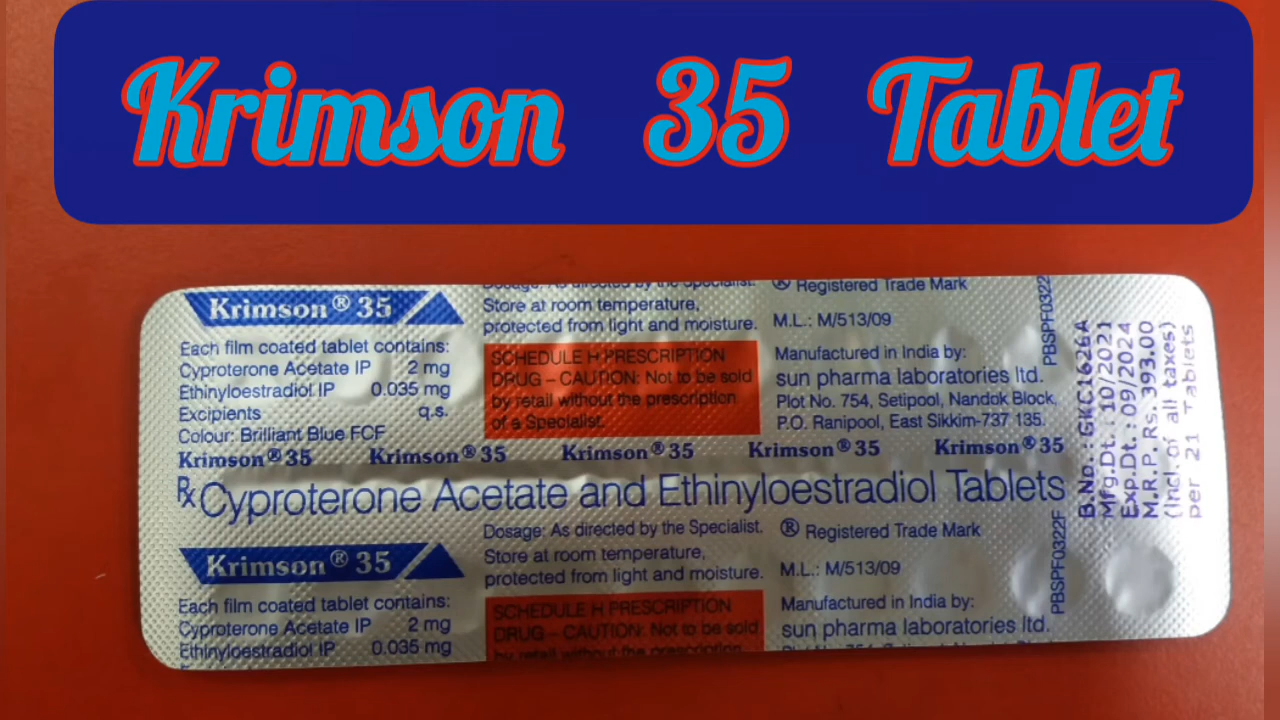 Krimson 35 Tablet
Krimson® 35
Each film coated tablet contains:
Cyproterone Acetate IP 2 mg
Ethinyloestradiol IP 0.035 mg
Excipients q.s.
Colour: Brilliant Blue FCF
Dosage: As directed by the Specialist.
Store at room temperature,
protected from light and moisture.
SCHEDULE H PRESCRIPTION
DRUG – CAUTION: Not to be sold
by retail without the prescription
of a Specialist.
® Registered Trade Mark
M.L.: M/513/09
Manufactured in India by:
sun pharma laboratories ltd.
Plot No. 754, Setipool, Nandok Block,
P.O. Ranipool, East Sikkim-737 135.
PBSPF0322
Krimson® 35 Krimson® 35 Krimson® 35 Krimson® 35 Krimson® 35
Rx Cyproterone Acetate and Ethinyloestradiol Tablets
Krimson® 35
Each film coated tablet contains:
Cyproterone Acetate IP 2 mg
Ethinyloestradiol IP 0.035 mg
Dosage: As directed by the Specialist.
Store at room temperature,
protected from light and moisture.
SCHEDULE H PRESCRIPTION
DRUG – CAUTION: Not to be sold
by retail without the prescription
® Registered Trade Mark
M.L.: M/513/09
Manufactured in India by:
sun pharma laboratories ltd.
PBSPF0322F
B.No.: GKC1626A
Mfg.Dt.: 10/2021
Exp.Dt.: 09/2024
M.R.P. Rs. 393.00
(Incl.of all taxes)
per 21 Tablets